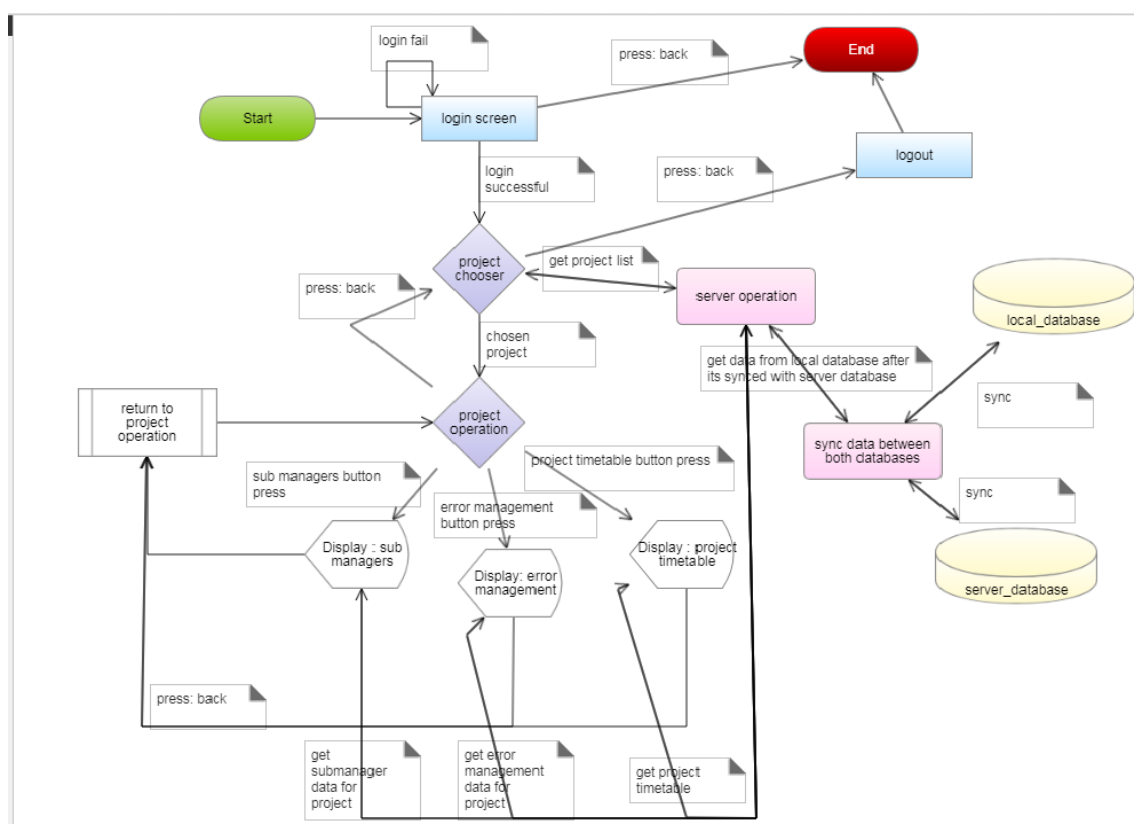 login fail
End
press: back
Start
login screen
logout
login
successful
press: back
project
chooser
get project list
press: back
server operation
local_database
chosen
project
get data from local database after
its synced with server database
return to
project
operation
project
operation
sync
sync data between
both databases
project timetable button press
sub managers button
press
sync
error management
button press
Display :: sub
managers
Display : project
timetable
Display: error
management
server_database
press: back
get
submanager
data for
project
get error
management
data for
project
get project
timetable